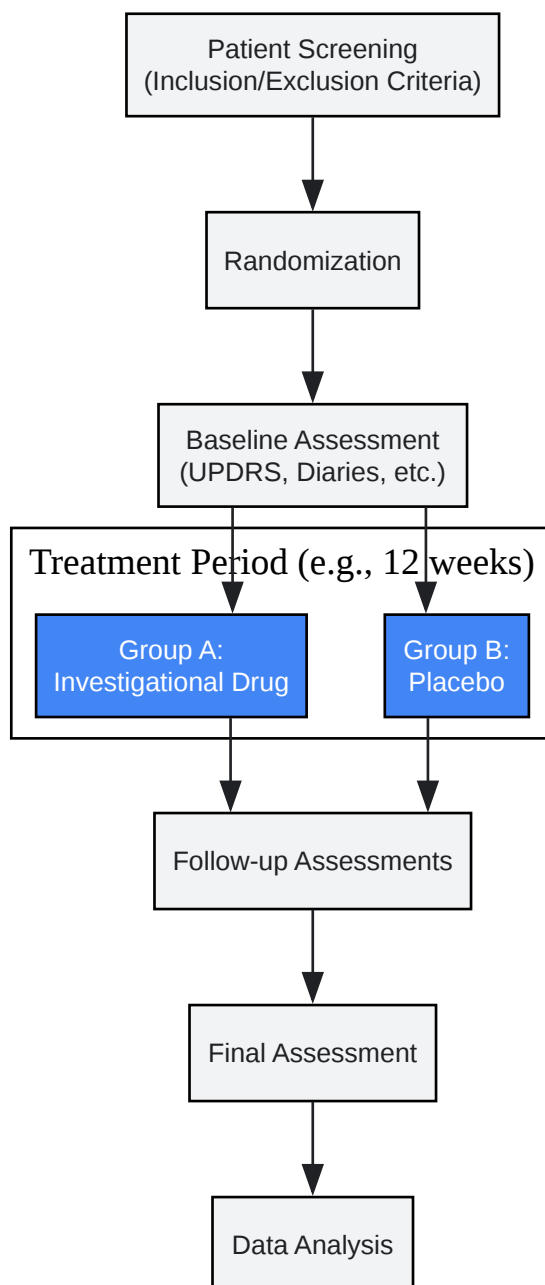 Patient Screening
(Inclusion/Exclusion Criteria)
Randomization
Baseline Assessment
(UPDRS, Diaries, etc.)
Treatment Period (e.g., 12 weeks)
Group A:
Investigational Drug
Group B:
Placebo
Follow-up Assessments
Final Assessment
Data Analysis